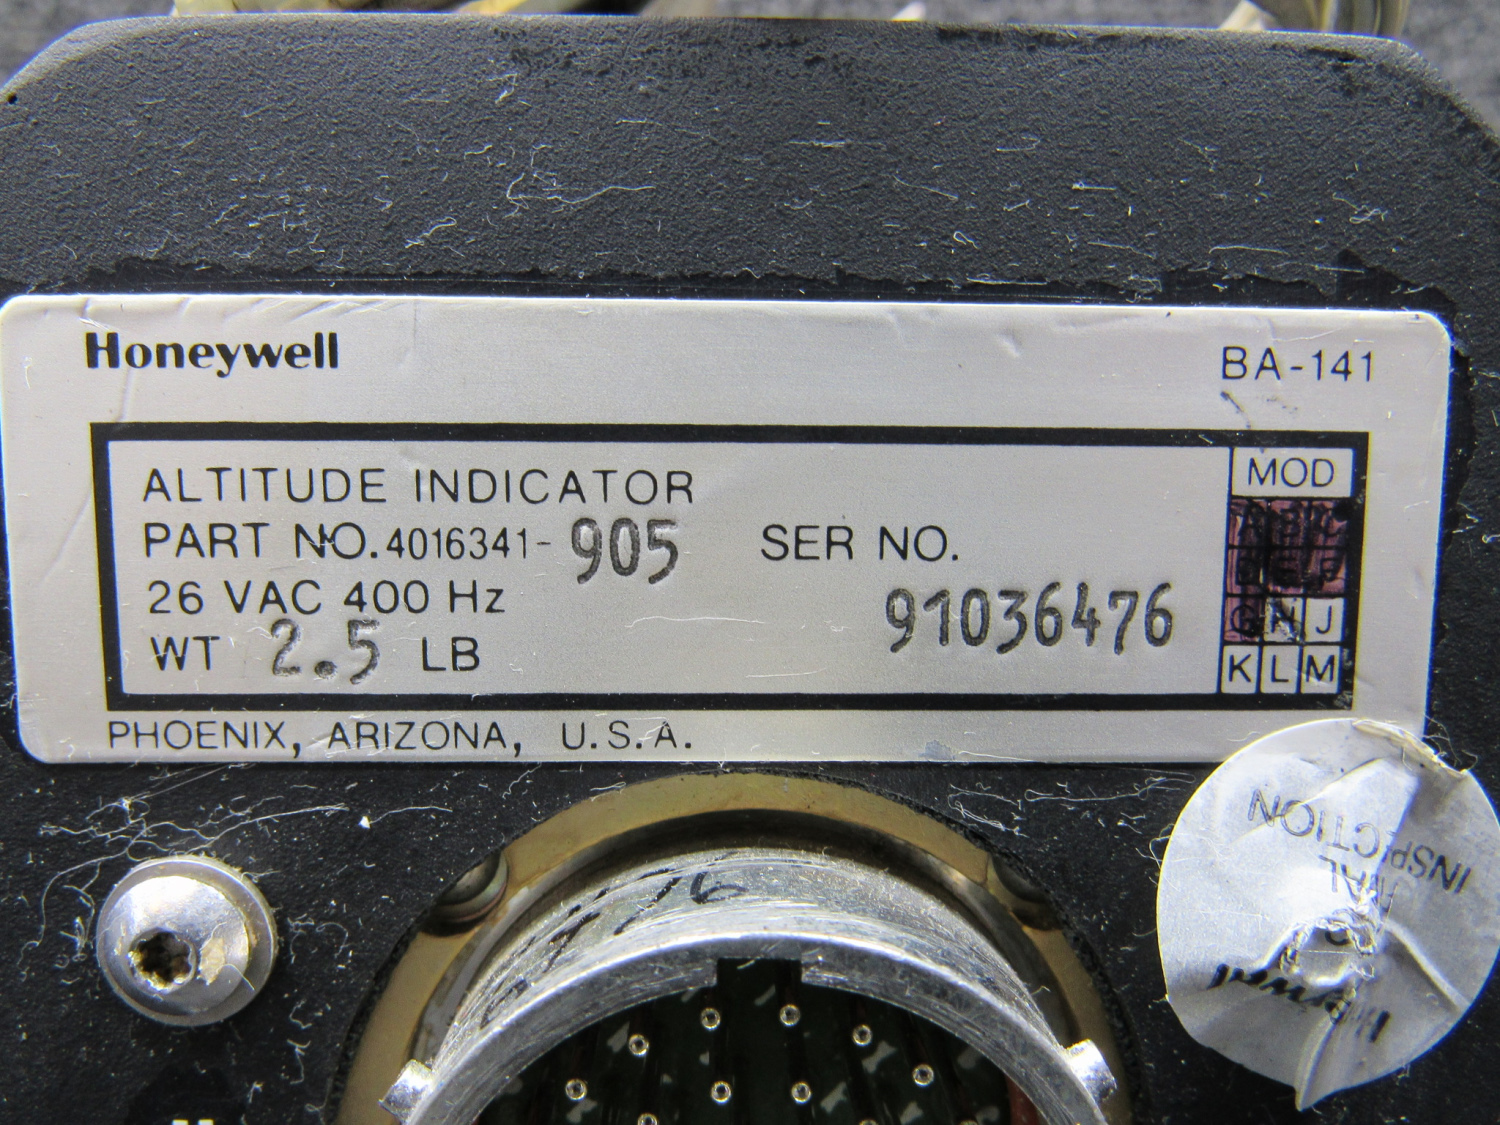 Honeywell
BA-141
ALTITUDE INDICATOR
PART NO. 4016341-905
SER NO.
26 VAC 400 Hz
91036476
WT 2.5 LB
MOD
G H J
K L M
PHOENIX, ARIZONA, U.S.A.
INSPECTION
Honeywell